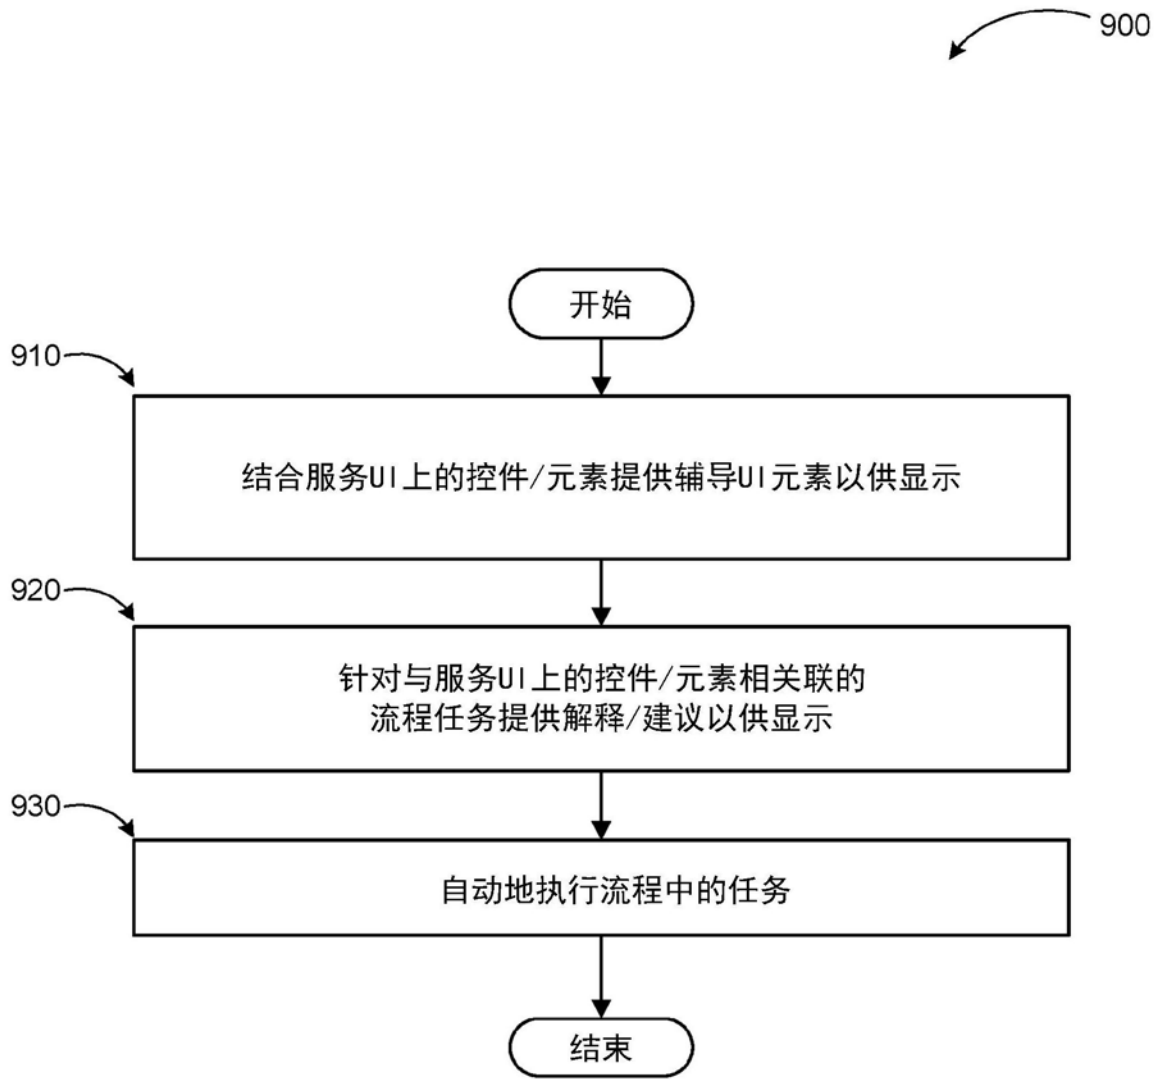 900
开始
910
结合服务UI上的控件/元素提供辅导UI元素以供显示
920
针对与服务UI上的控件/元素相关联的
流程任务提供解释/建议以供显示
930
自动地执行流程中的任务
结束